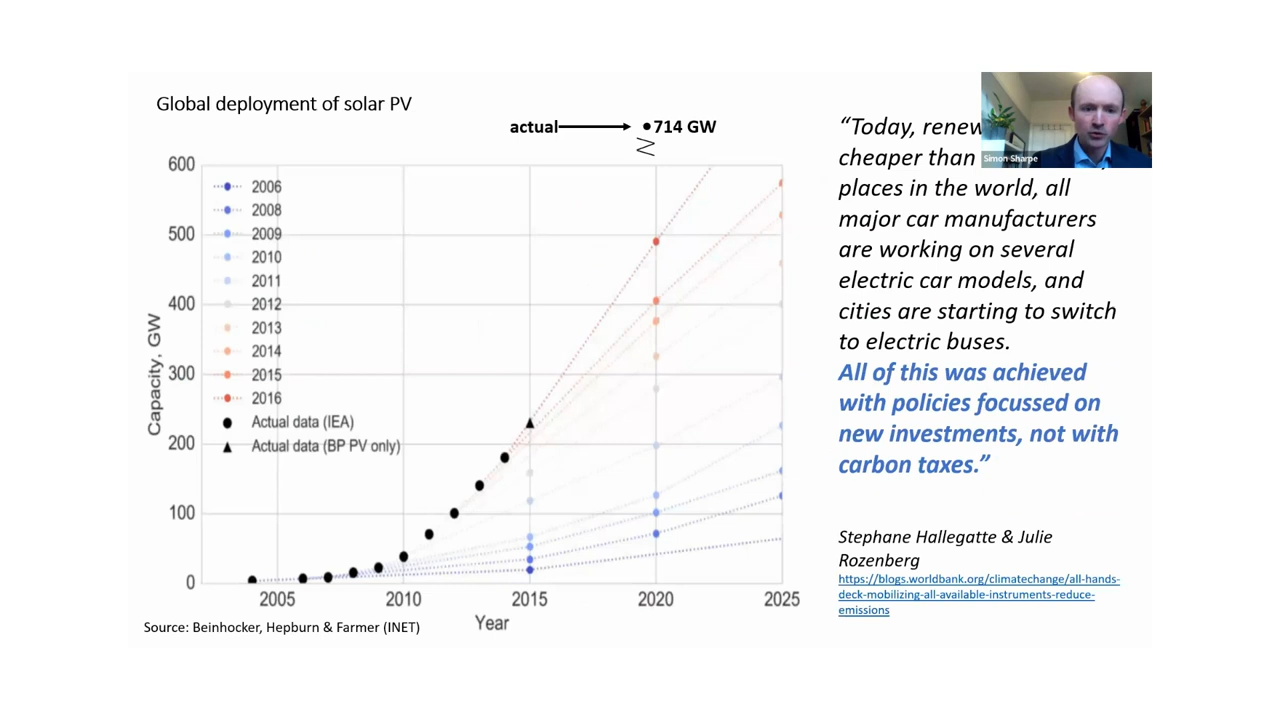 Global deployment of solar PV
actual
714 GW
600
500
400
300
200
100
0
Capacity, GW
2006
2008
2009
2010
2011
2012
2013
2014
2015
2016
Actual data (IEA)
Actual data (BP PV only)
2005
2010
2015
2020
2025
Year
Source: Beinhocker, Hepburn & Farmer (INET)
Simon Sharpe
“Today,
cheaper than
places in the world, all
major car manufacturers
are working on several
electric car models, and
cities are starting to switch
to electric buses.
All of this was achieved
with policies focussed on
new investments, not with
carbon taxes.”
Stephane Hallegatte & Julie
Rozenberg
https://blogs.worldbank.org/climatechange/all-hands-
deck-mobilizing-all-available-instruments-reduce-
emissions